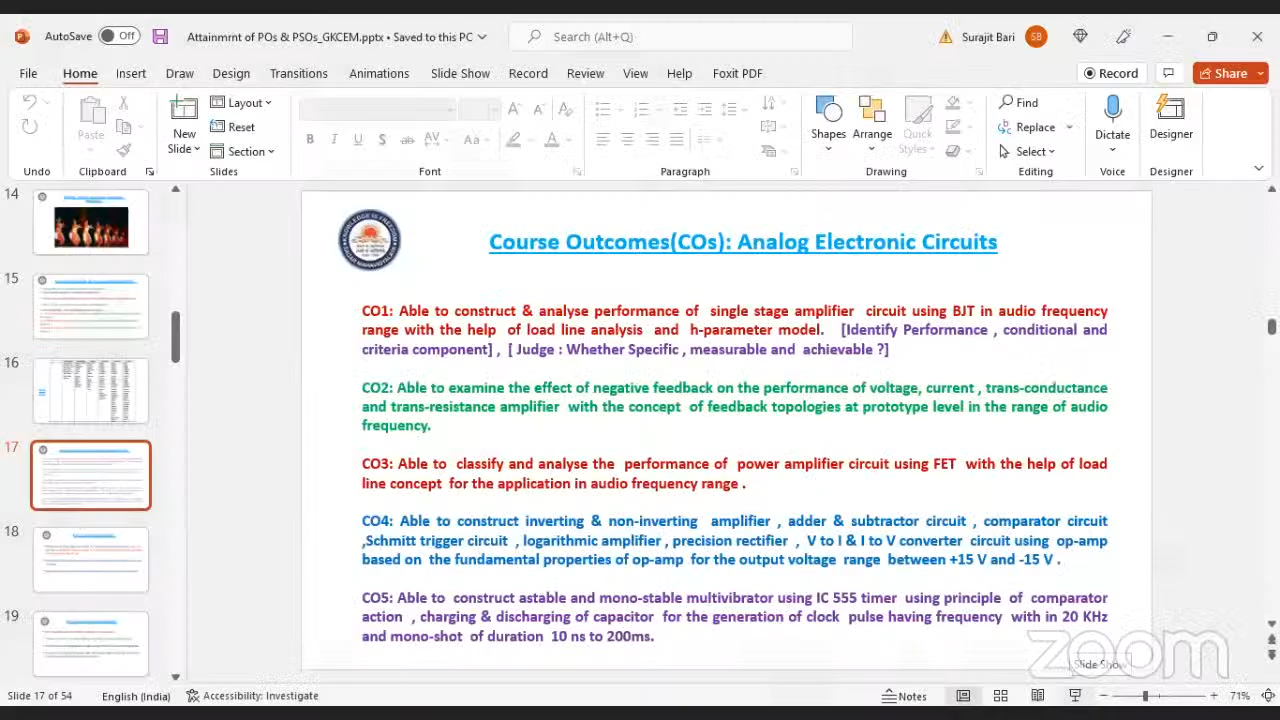 AutoSave Off Attainmrnt of POs & PSOs_GKCEM.pptx • Saved to this PC Search (Alt+Q) Surajit Bari SB
File Home Insert Draw Design Transitions Animations Slide Show Record Review View Help Foxit PDF Record Share
Paste New Slide Layout Reset Section B I U S ab AV Aa A Shapes Arrange Quick Styles Find Replace Select Dictate Designer
Undo Clipboard Slides Font Paragraph Drawing Editing Voice Designer
14
15
16
17
18
19
Course Outcomes(COs): Analog Electronic Circuits
CO1: Able to construct & analyse performance of single stage amplifier circuit using BJT in audio frequency
range with the help of load line analysis and h-parameter model. [Identify Performance , conditional and
criteria component] , [ Judge : Whether Specific , measurable and achievable ?]
CO2: Able to examine the effect of negative feedback on the performance of voltage, current , trans-conductance
and trans-resistance amplifier with the concept of feedback topologies at prototype level in the range of audio
frequency.
CO3: Able to classify and analyse the performance of power amplifier circuit using FET with the help of load
line concept for the application in audio frequency range .
CO4: Able to construct inverting & non-inverting amplifier , adder & subtractor circuit , comparator circuit
,Schmitt trigger circuit , logarithmic amplifier , precision rectifier , V to I & I to V converter circuit using op-amp
based on the fundamental properties of op-amp for the output voltage range between +15 V and -15 V .
CO5: Able to construct astable and mono-stable multivibrator using IC 555 timer using principle of comparator
action , charging & discharging of capacitor for the generation of clock pulse having frequency with in 20 KHz
and mono-shot of duration 10 ns to 200ms.
zoom
Slide Show
Slide 17 of 54 English (India) Accessibility: Investigate Notes 71%